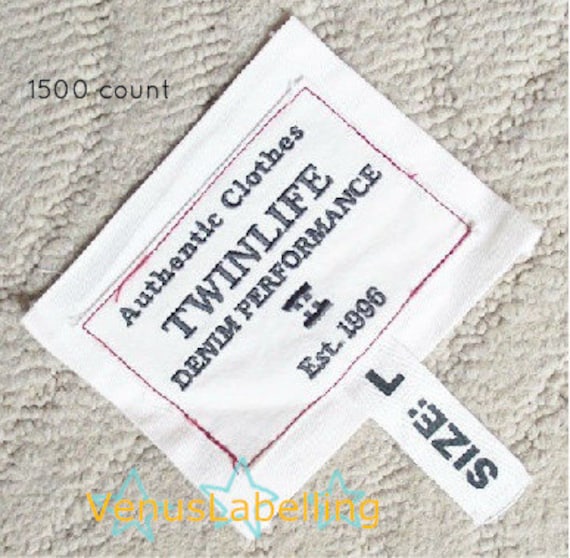 1500 count
Authentic Clothes
TWINLIFE
DENIM PERFORMANCE
Est. 1996
SIZE: L
VenusLabelling